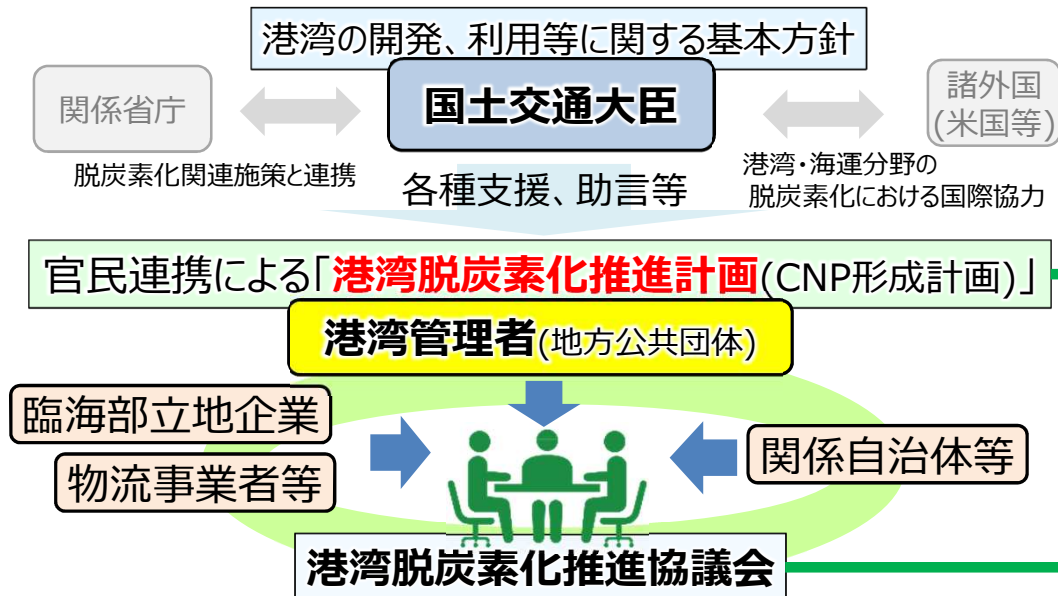 港湾の開発、利用等に関する基本方針
関係省庁
国土交通大臣
諸外国
(米国等)
脱炭素化関連施策と連携
各種支援、助言等
港湾・海運分野の
脱炭素化における国際協力
官民連携による「港湾脱炭素化推進計画(CNP形成計画)」
港湾管理者(地方公共団体)
臨海部立地企業
物流事業者等
関係自治体等
港湾脱炭素化推進協議会